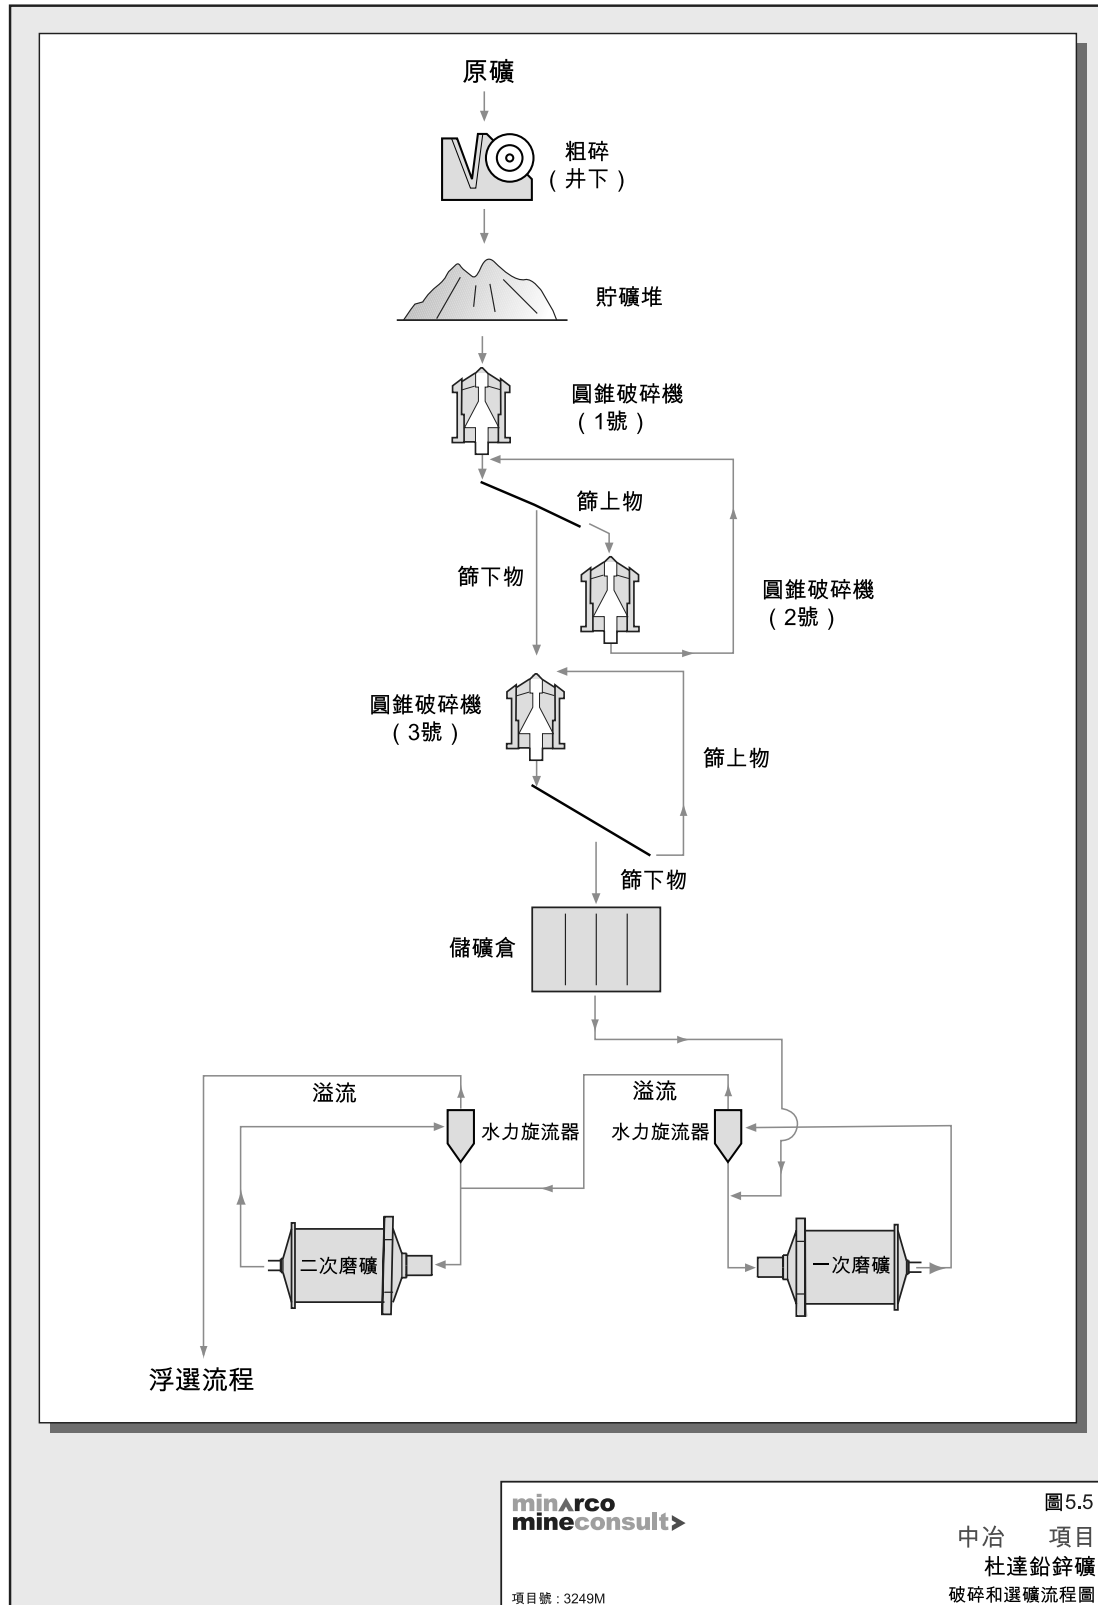 原礦
粗碎
（井下）
貯礦堆
圓錐破碎機
（1號）
篩上物
篩下物
圓錐破碎機
（2號）
圓錐破碎機
（3號）
篩上物
篩下物
儲礦倉
溢流
溢流
水力旋流器
水力旋流器
二次磨礦
一次磨礦
浮選流程
minarco
mineconsult
圖5.5
中冶 項目
杜達鉛鋅礦
破碎和選礦流程圖
項目號：3249M